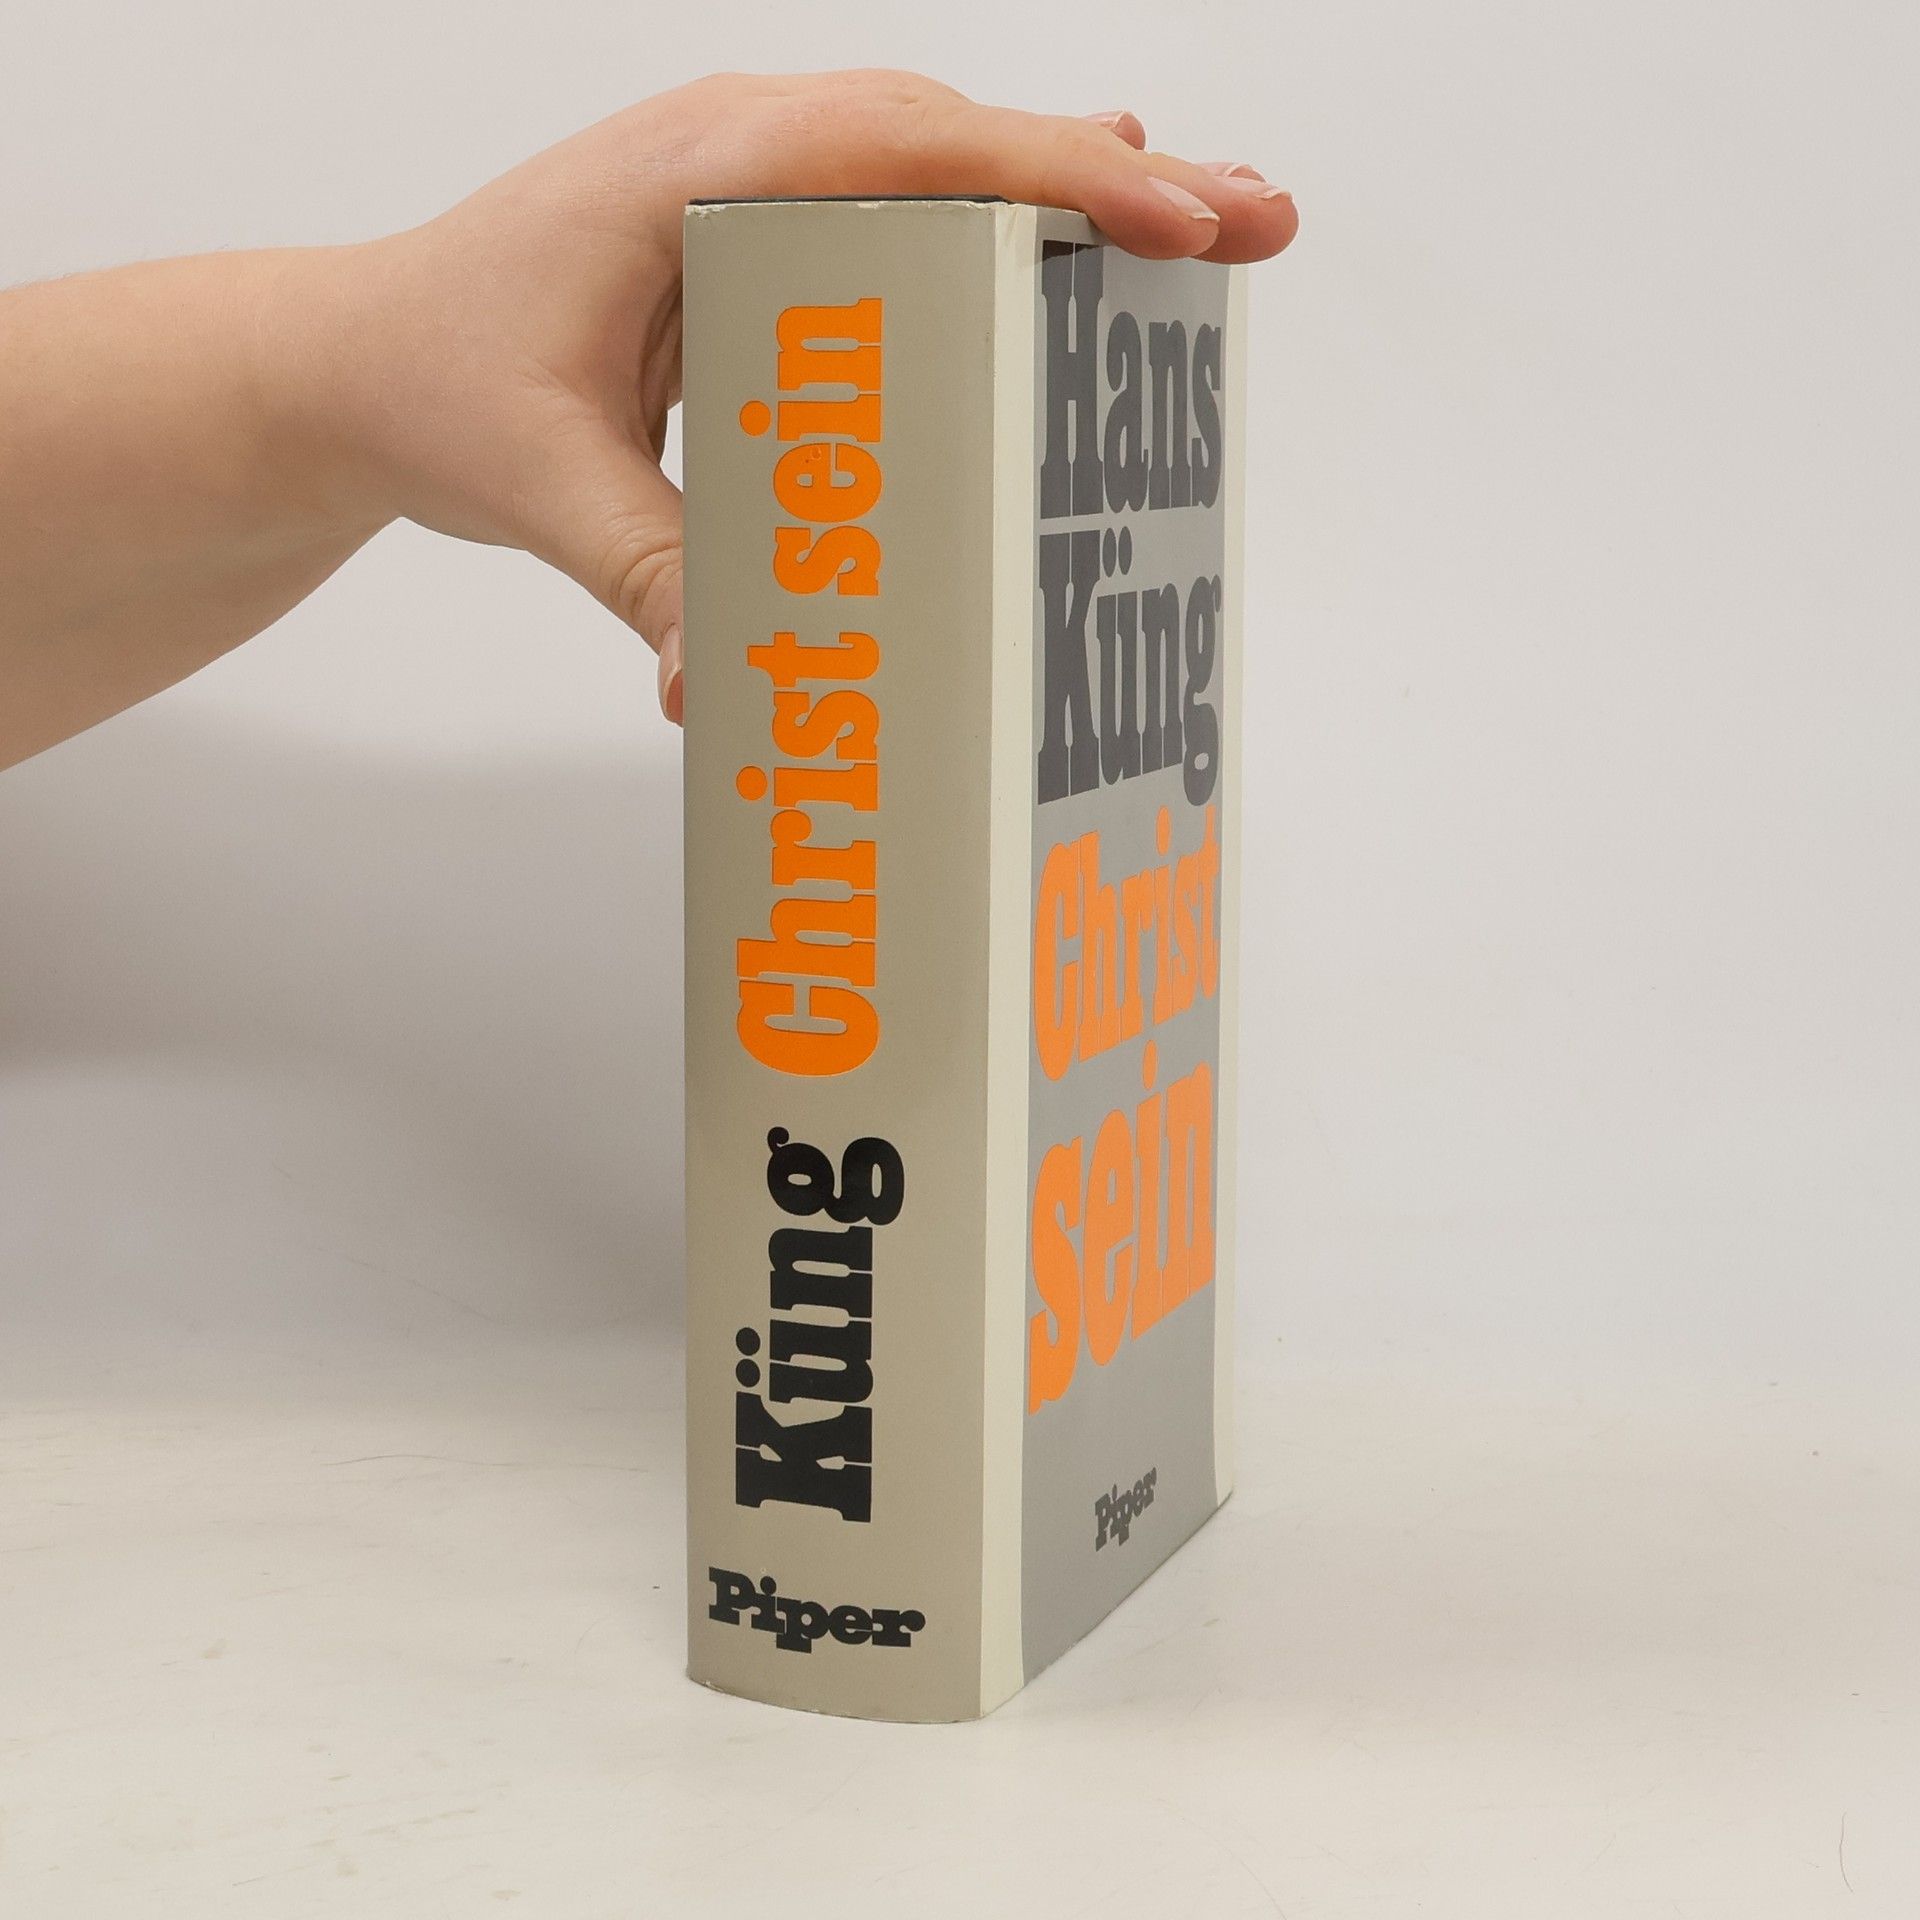 Piper Küng Christ sein
Hans
Küng
Christ
sein
Piper